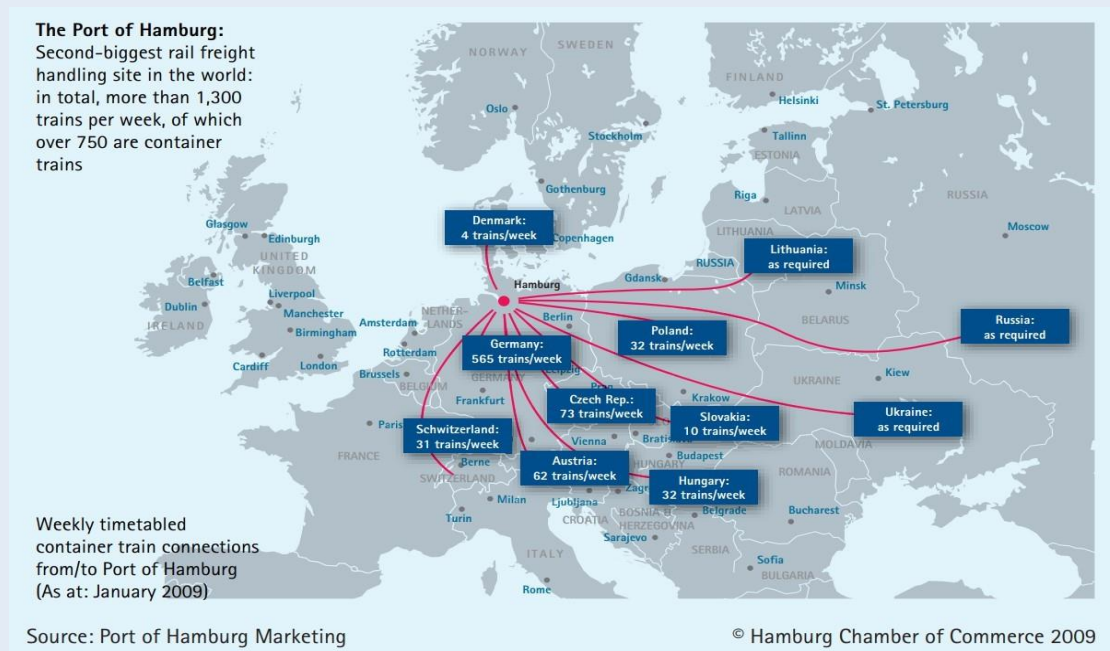 The Port of Hamburg:
Second-biggest rail freight
handling site in the world:
in total, more than 1,300
trains per week, of which
over 750 are container
trains
NORWAY
SWEDEN
FINLAND
Helsinki
St. Petersburg
Oslo
Stockholm
Tallinn
ESTONIA
Gothenburg
Riga
LATVIA
RUSSIA
Moscow
Denmark:
4 trains/week
Copenhagen
LITHUANIA
Lithuania:
as required
RUSSIA
Glasgow
Edinburgh
UNITED
KINGDOM
Belfast
Dublin
IRELAND
Liverpool
Manchester
Birmingham
Cardiff
London
Hamburg
Gdansk
Minsk
BELARUS
NETHER-
LANDS
Amsterdam
Rotterdam
Berlin
Poland:
32 trains/week
Russia:
as required
Germany:
565 trains/week
Leipzig
Brussels
BELGIUM
GERMANY
Frankfurt
UKRAINE
Kiew
Czech Rep.:
73 trains/week
Krakow
Slovakia:
10 trains/week
Ukraine:
as required
Paris
Schwitzerland:
31 trains/week
Vienna
MOLDAVIA
FRANCE
Berne
SWITZERLAND
Austria:
62 trains/week
HUNGARY
Budapest
ROMANIA
Hungary:
32 trains/week
Milan
Ljubljana
Turin
CROATIA
BOSNIA
HERZEGOVINA
Belgrade
Bucharest
Sarajevo
SERBIA
Sofia
BULGARIA
ITALY
Rome
Weekly timetabled
container train connections
from/to Port of Hamburg
(As at: January 2009)
Source: Port of Hamburg Marketing
© Hamburg Chamber of Commerce 2009